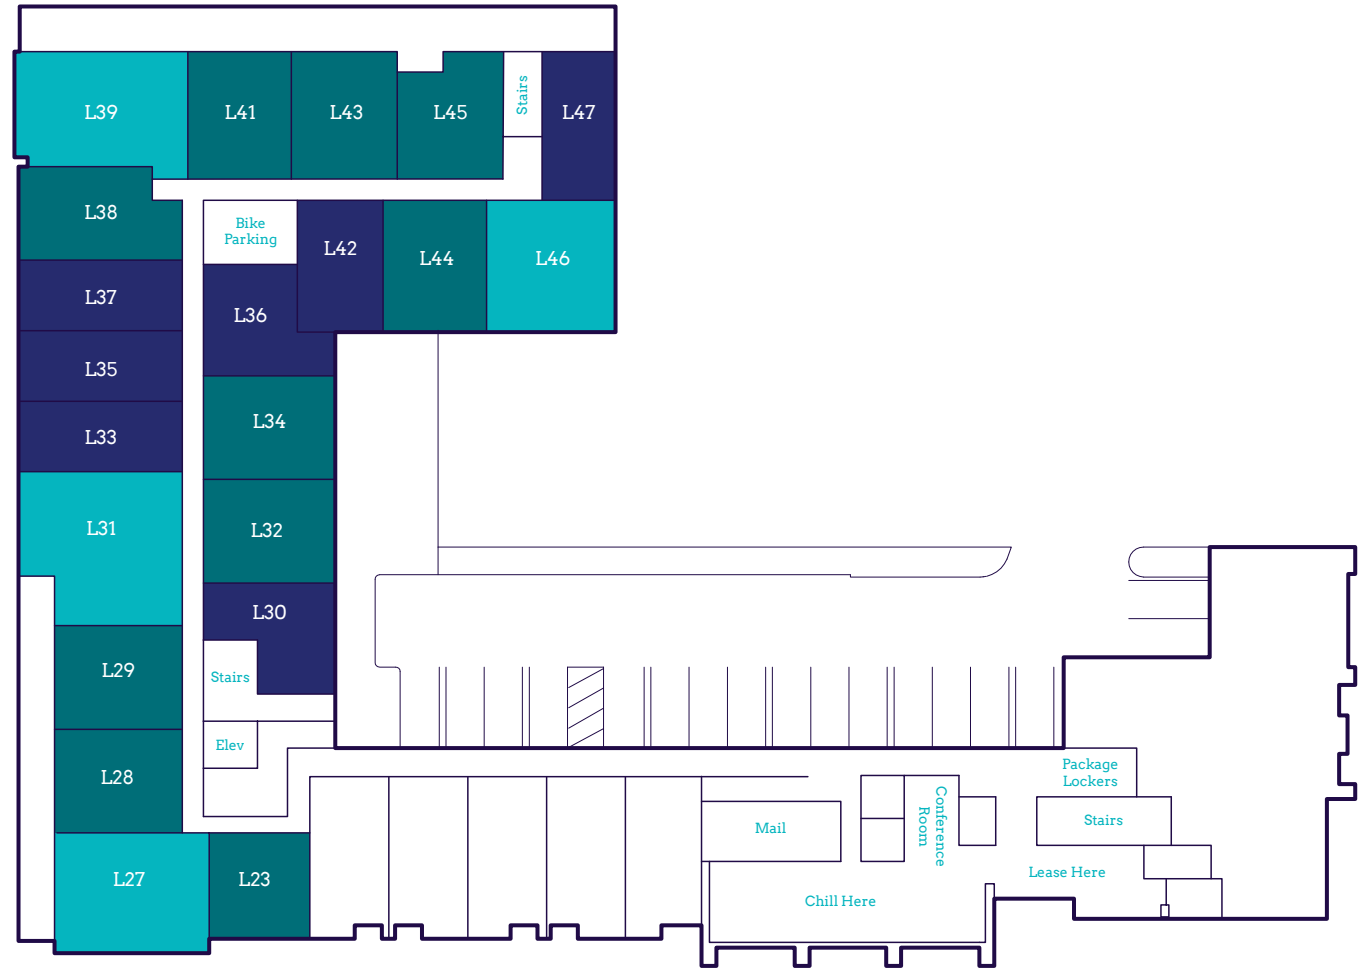 L39
L41
L43
L45
Stairs
L47
L38
Bike
Parking
L42
L44
L46
L37
L36
L35
L34
L33
L31
L32
L30
L29
Stairs
Elev
L28
Package
Lockers
Conference
Room
Mail
Stairs
L27
L23
Lease Here
Chill Here